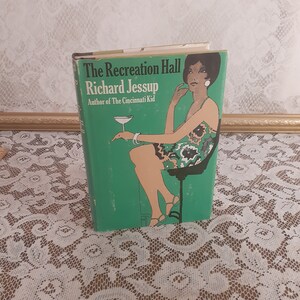 The Recreation Hall
Richard Jessup
Author of The Cincinnati Kid